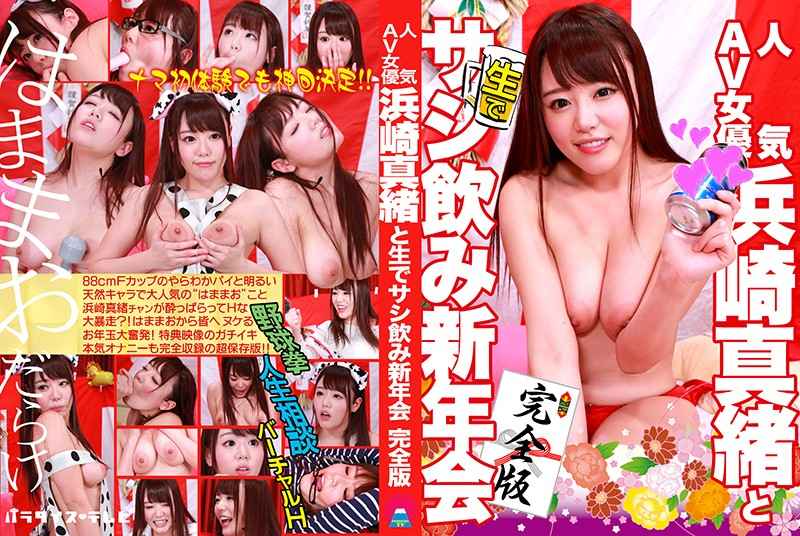 人気AV女優
浜崎真緒と
生で
サシ飲み新年会
完全版
人気AV女優
浜崎真緒と生でサシ飲み新年会 完全版
はままおだらけ
ナマ初体験でも神回決定!!
88cmFカップのやらわかパイと明るい
天然キャラで大人気の"はままお"こと
浜崎真緒チャンが酔っぱらってHな
大暴走?!はままおから皆へヌケる
お年玉大奮発!特典映像のガチイキ
本気オナニーも完全収録の超保存版!!
野球拳
人生相談
バーチャルH
パラダイス・テレビ